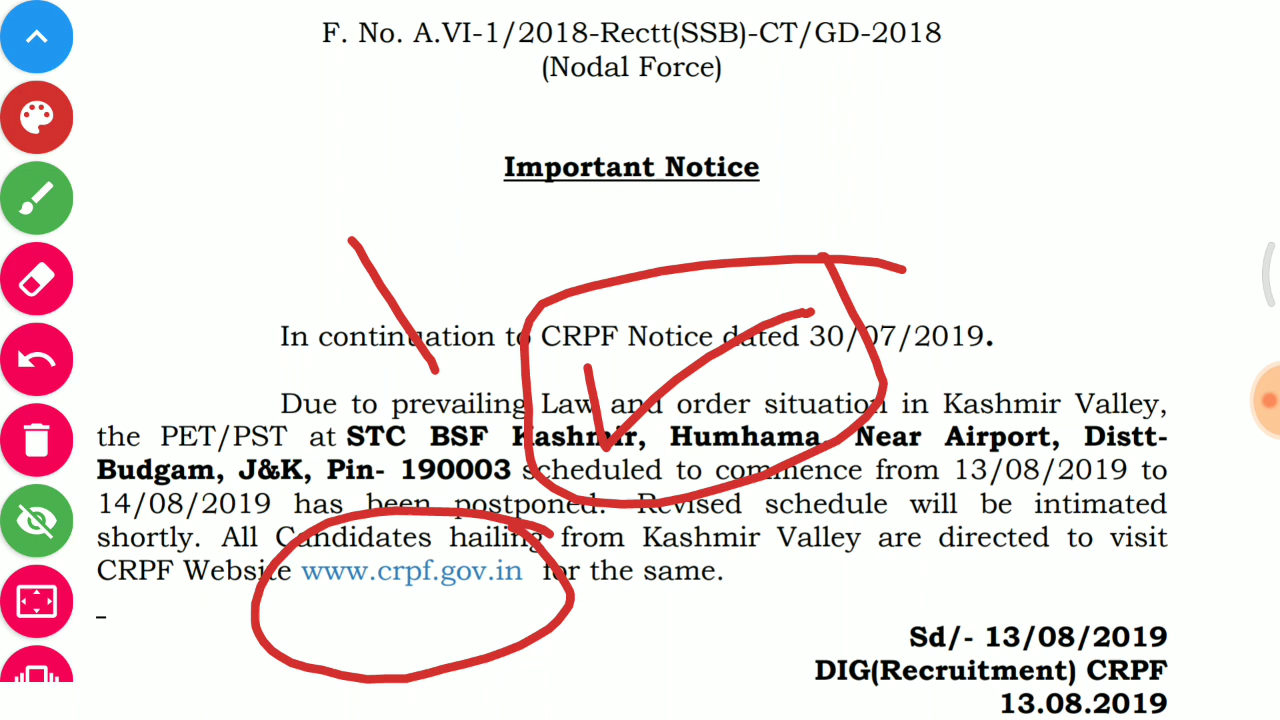 F. No. A.VI-1/2018-Rectt(SSB)-CT/GD-2018
(Nodal Force)
Important Notice
In continuation to CRPF Notice dated 30/07/2019.
Due to prevailing Law and order situation in Kashmir Valley,
the PET/PST at STC BSF Kashmir, Humhama, Near Airport, Distt-
Budgam, J&K, Pin- 190003 scheduled to commence from 13/08/2019 to
14/08/2019 has been postponed. Revised schedule will be intimated
shortly. All Candidates hailing from Kashmir Valley are directed to visit
CRPF Website www.crpf.gov.in for the same.
Sd/- 13/08/2019
DIG(Recruitment) CRPF
13.08.2019